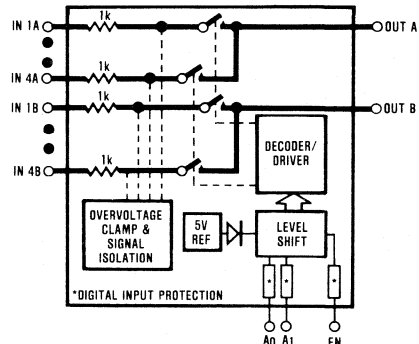 IN 1A
1k
OUT A
1k
IN 4A
1k
IN 1B
OUT B
1k
IN 4B
DECODER/
DRIVER
OVERVOLTAGE
CLAMP &
SIGNAL
ISOLATION
5V
REF
LEVEL
SHIFT
* * *
*DIGITAL INPUT PROTECTION
A0 A1 EN